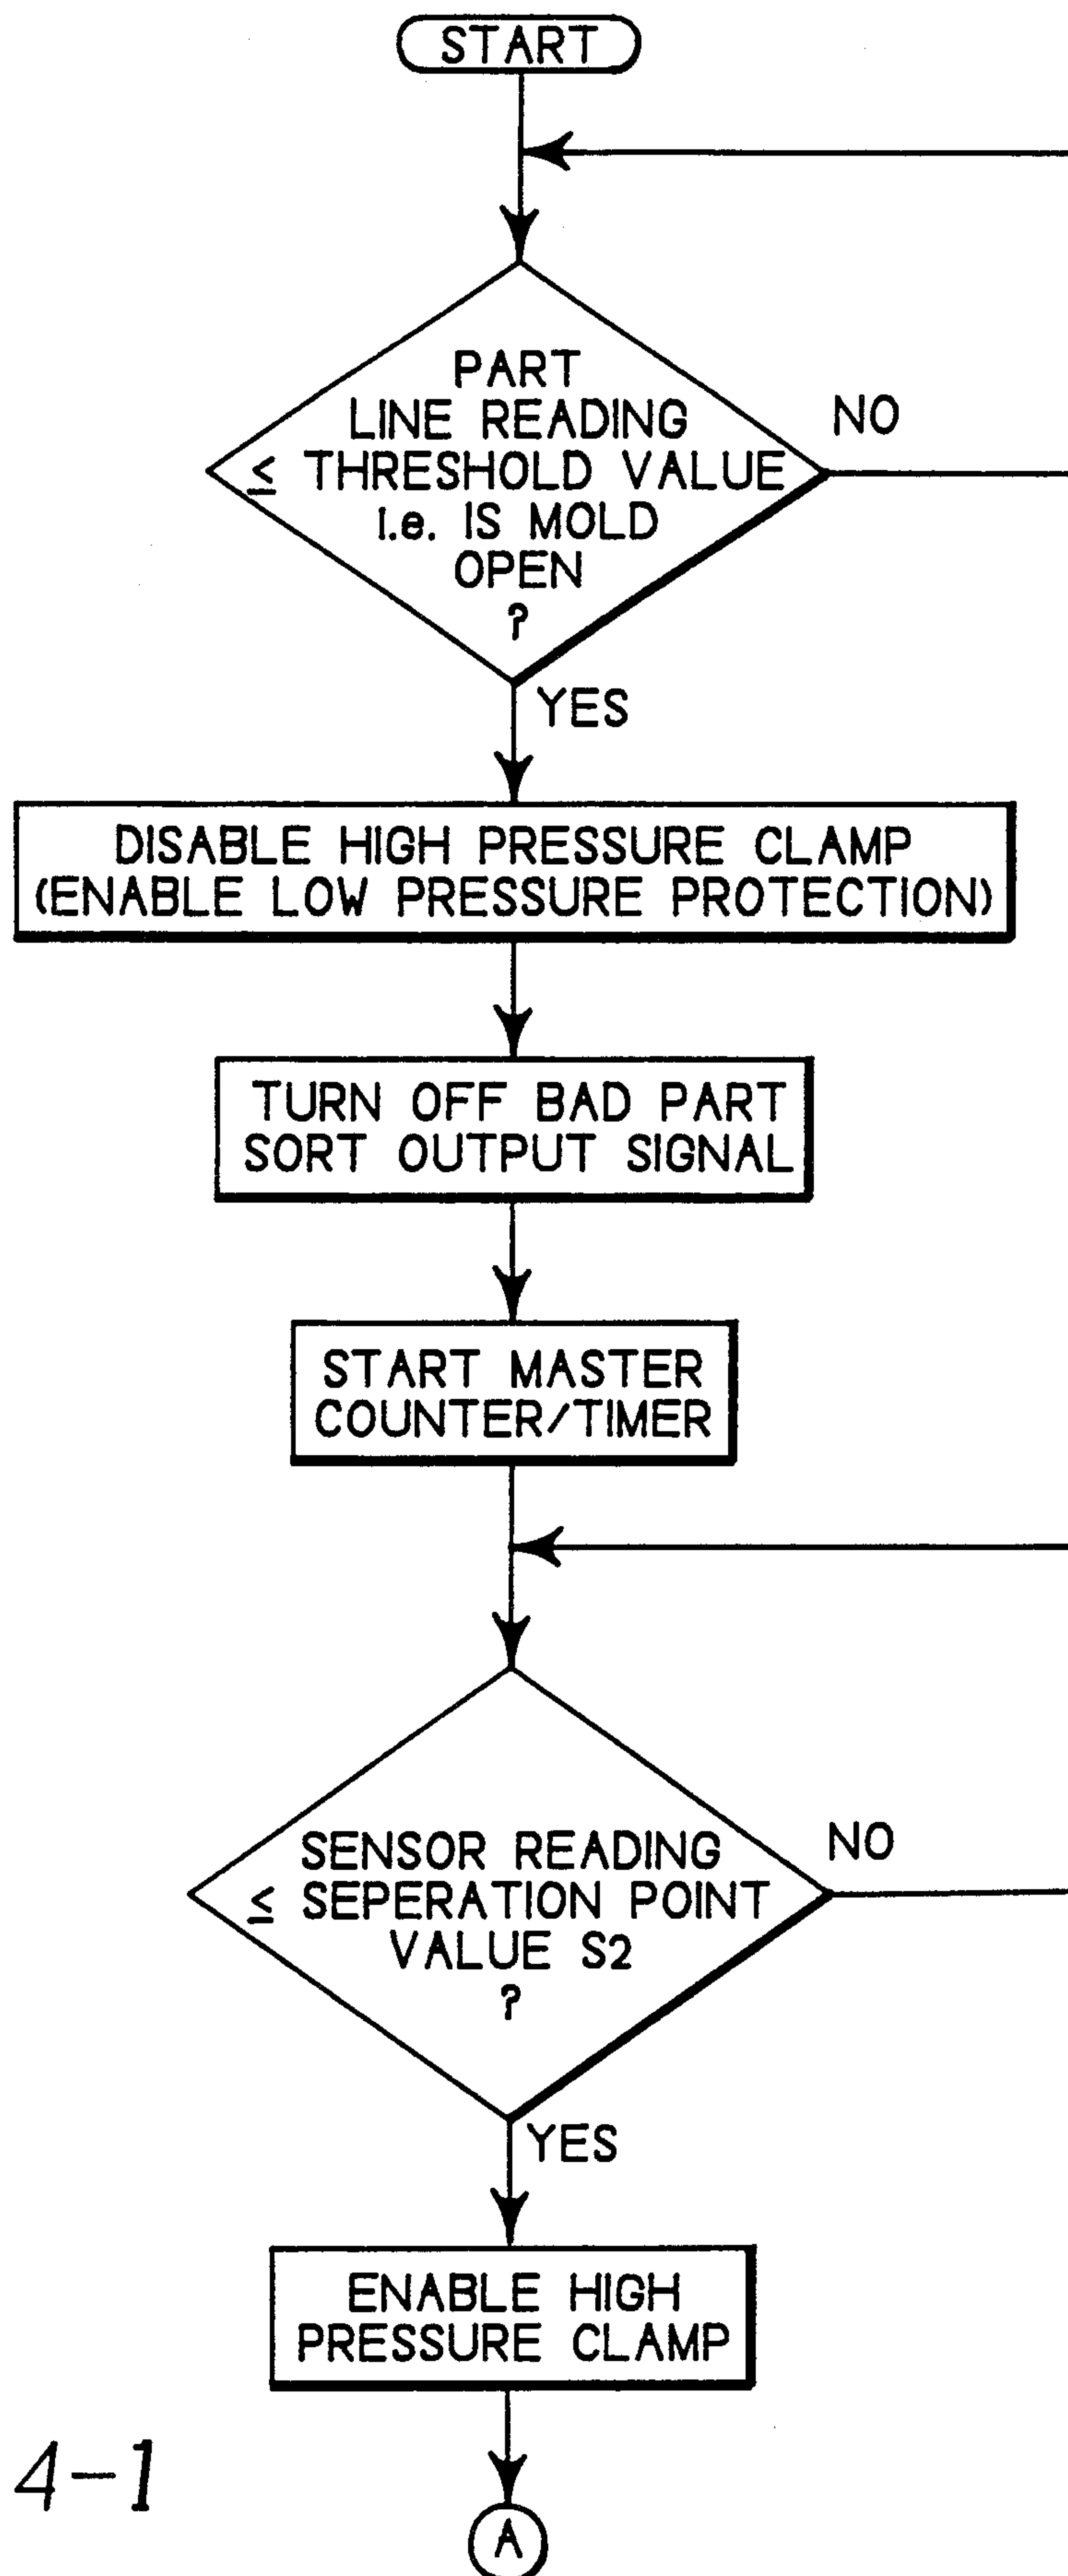 START
PART
LINE READING
≤ THRESHOLD VALUE
i.e. IS MOLD
OPEN
?
NO
YES
DISABLE HIGH PRESSURE CLAMP
(ENABLE LOW PRESSURE PROTECTION)
TURN OFF BAD PART
SORT OUTPUT SIGNAL
START MASTER
COUNTER/TIMER
SENSOR READING
≤ SEPERATION POINT
VALUE S2
?
NO
YES
ENABLE HIGH
PRESSURE CLAMP
4-1
A